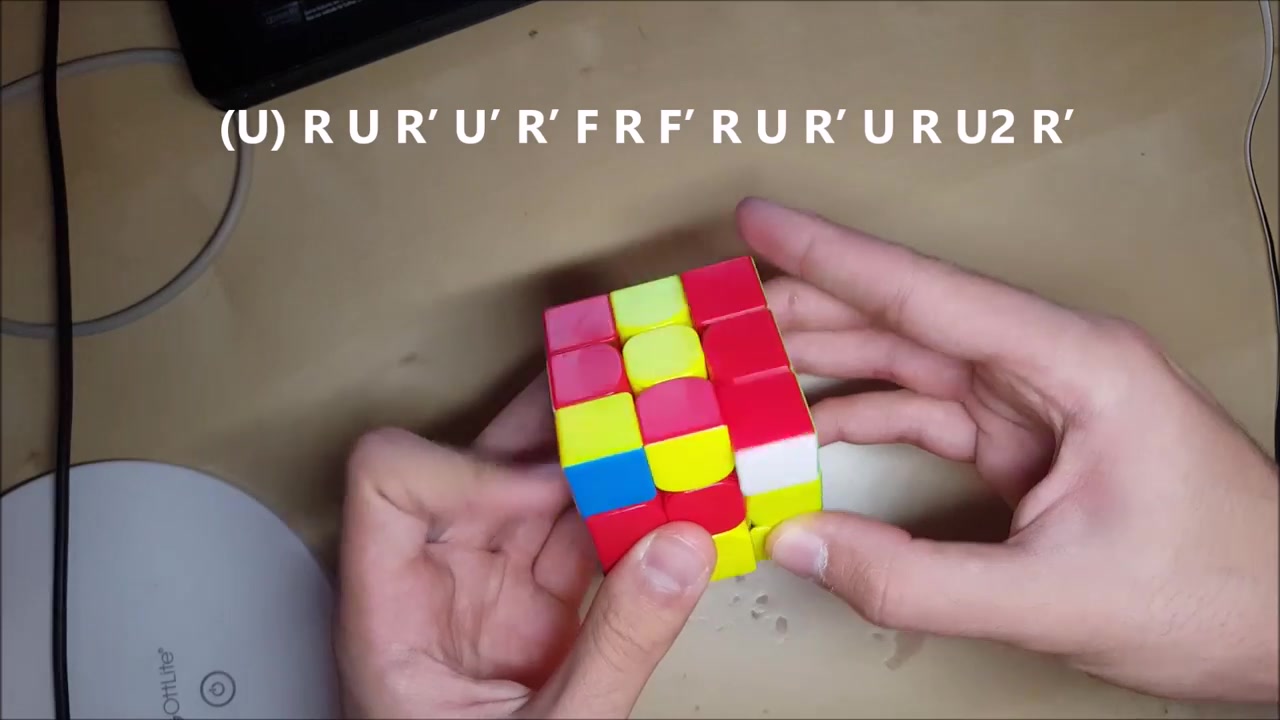 (U) R U R’ U’ R’ F R F’ R U R’ U R U2 R’
OttLite